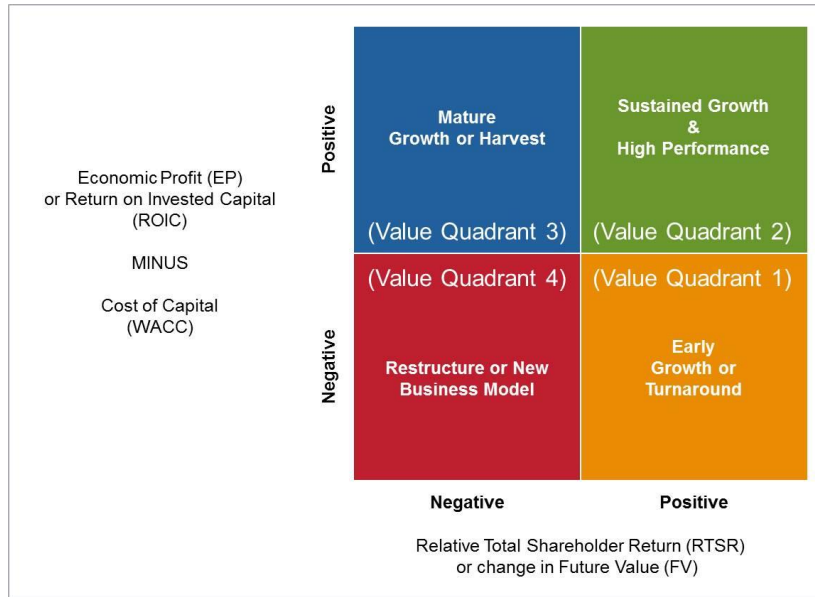 Economic Profit (EP)
or Return on Invested Capital
(ROIC)
MINUS
Cost of Capital
(WACC)
Positive
Negative
Mature
Growth or Harvest
(Value Quadrant 3)
Sustained Growth
&
High Performance
(Value Quadrant 2)
(Value Quadrant 4)
Restructure or New
Business Model
(Value Quadrant 1)
Early
Growth or
Turnaround
Negative
Positive
Relative Total Shareholder Return (RTSR)
or change in Future Value (FV)